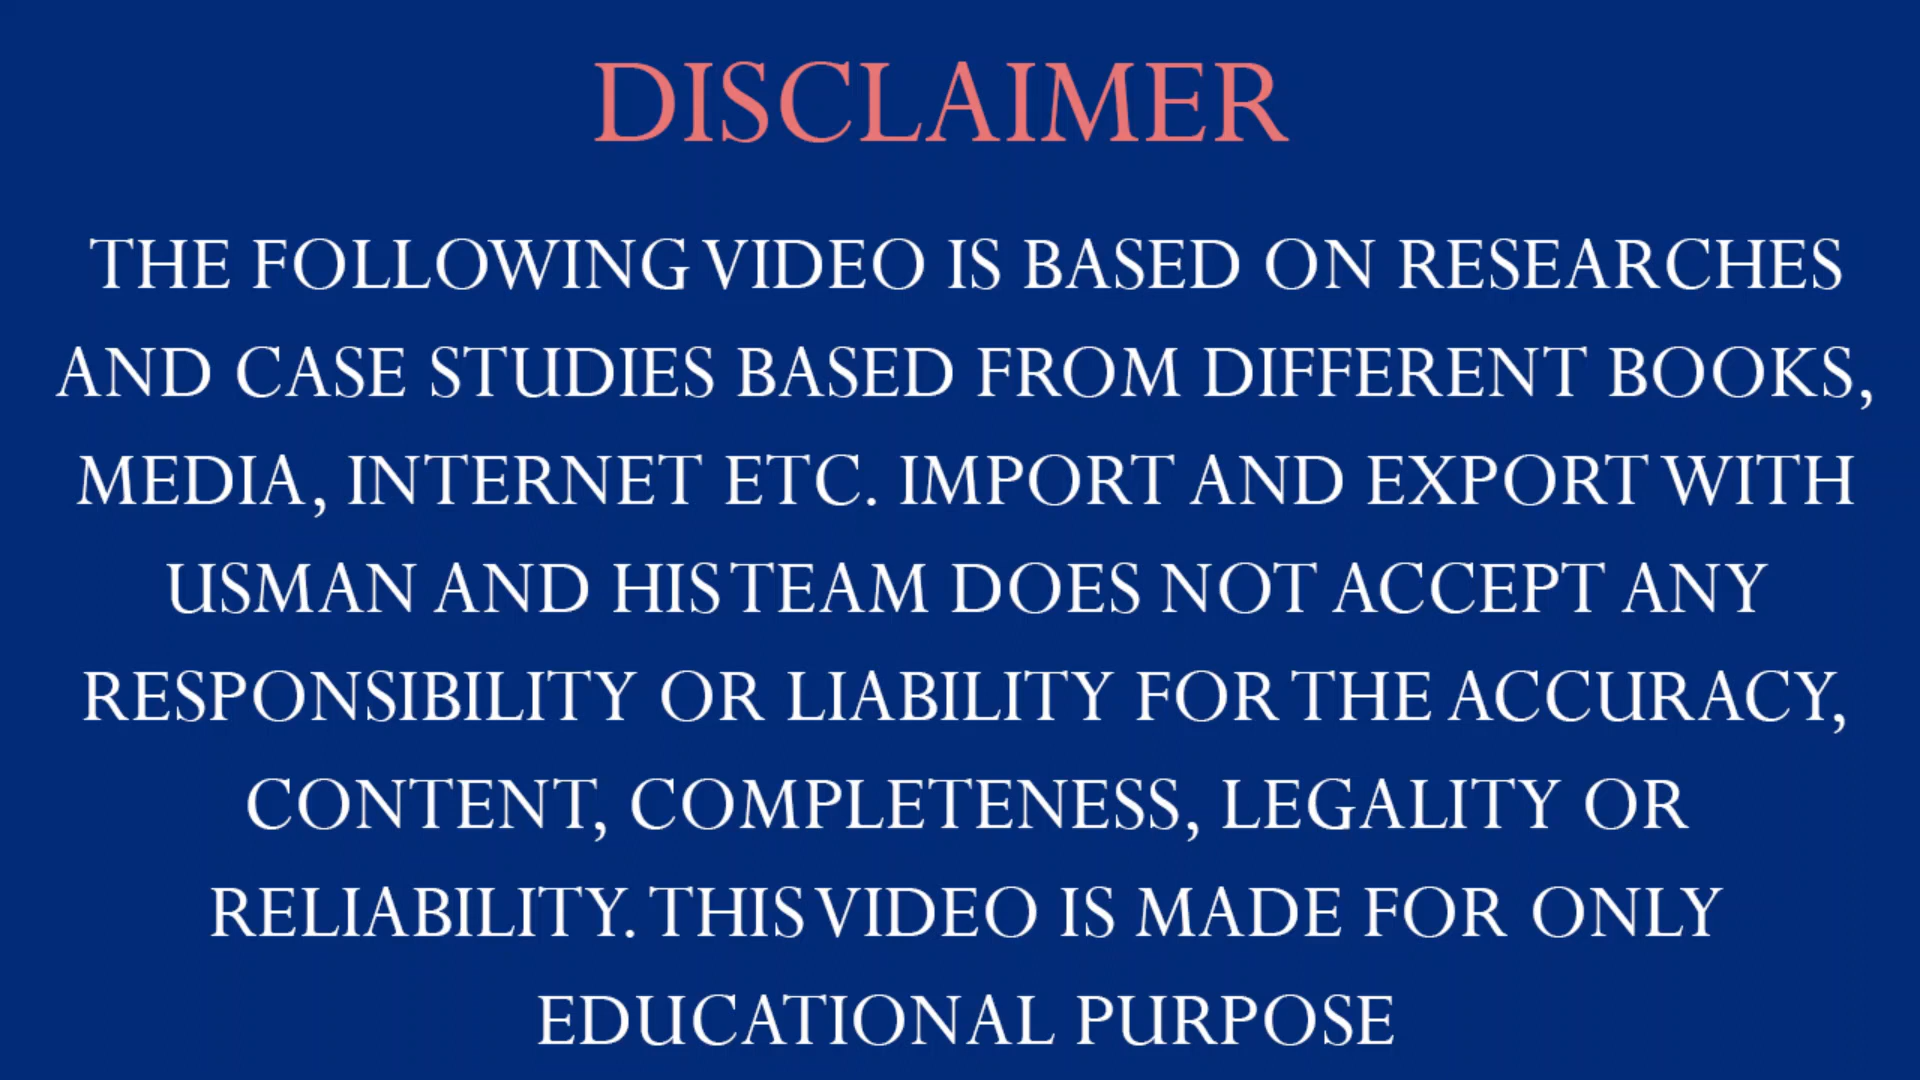 DISCLAIMER
THE FOLLOWING VIDEO IS BASED ON RESEARCHES
AND CASE STUDIES BASED FROM DIFFERENT BOOKS,
MEDIA, INTERNET ETC. IMPORT AND EXPORT WITH
USMAN AND HIS TEAM DOES NOT ACCEPT ANY
RESPONSIBILITY OR LIABILITY FOR THE ACCURACY,
CONTENT, COMPLETENESS, LEGALITY OR
RELIABILITY. THIS VIDEO IS MADE FOR ONLY
EDUCATIONAL PURPOSE